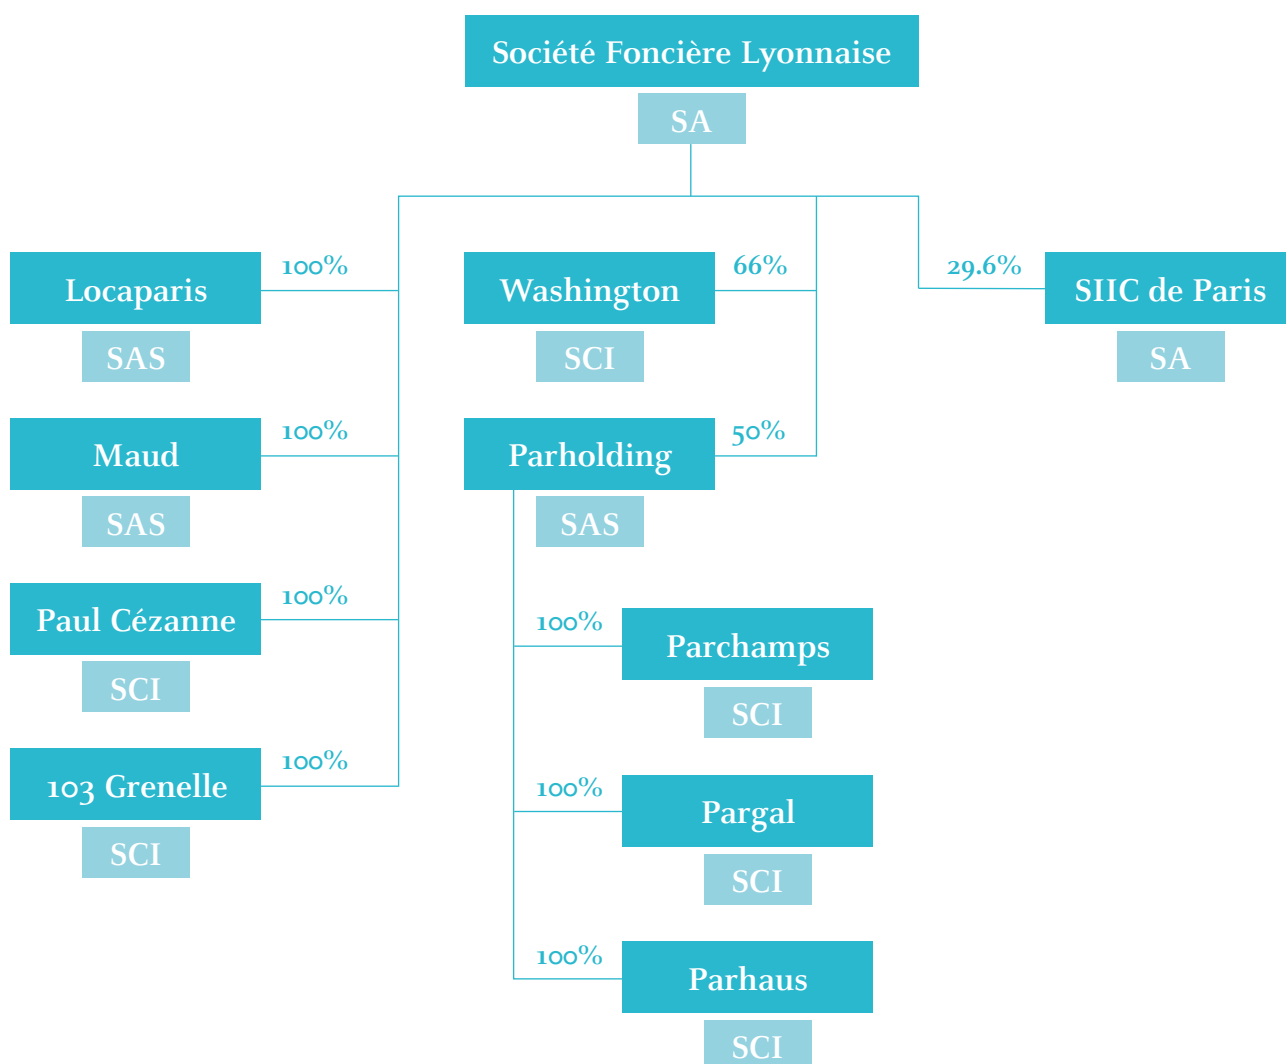 Société Foncière Lyonnaise
SA
100%
Locaparis
SAS
100%
Maud
SAS
100%
Paul Cézanne
SCI
100%
103 Grenelle
SCI
66%
Washington
SCI
50%
Parholding
SAS
100%
Parchamps
SCI
100%
Pargal
SCI
100%
Parhaus
SCI
29.6%
SIIC de Paris
SA